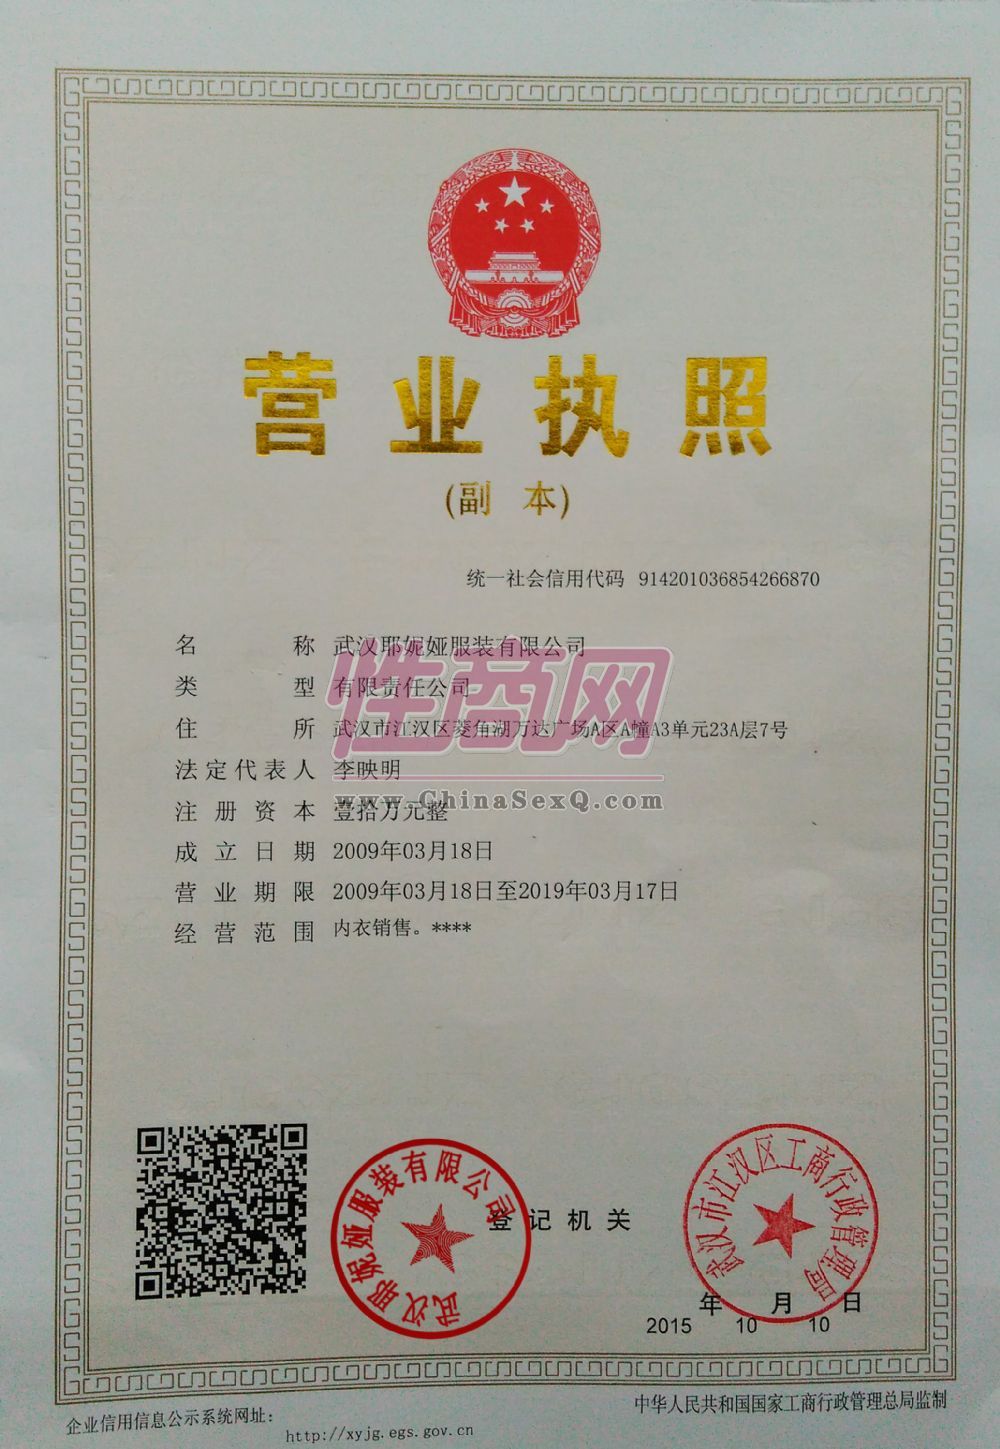 营业执照
(副本)
统一社会信用代码 914201036854266870
名称 武汉耶妮娅服装有限公司
类型 有限责任公司
住所 武汉市江汉区菱角湖万达广场A区A幢A3单元23A层7号
法定代表人 李映明
注册资本 壹拾万元整
成立日期 2009年03月18日
营业期限 2009年03月18日至2019年03月17日
经营范围 内衣销售。****
性商网
www.ChinaSexQ.com
武汉耶妮娅服装有限公司
登记机关
武汉市江汉区工商行政管理局
年 月 日
2015 10 10
企业信用信息公示系统网址：
http://xyjg.egs.gov.cn
中华人民共和国国家工商行政管理总局监制